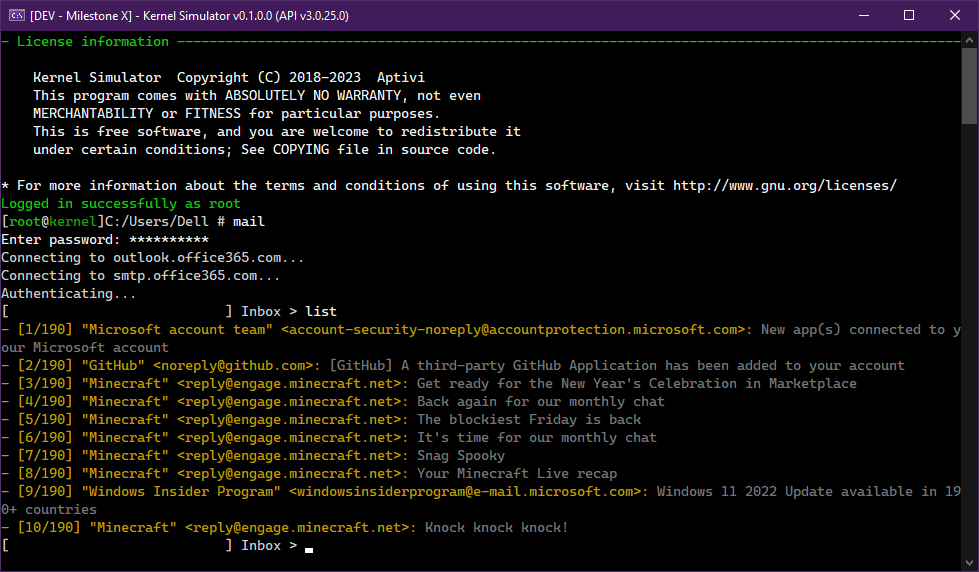 [DEV - Milestone X] - Kernel Simulator v0.1.0.0 (API v3.0.25.0)
- License information
Kernel Simulator  Copyright (C) 2018-2023  Aptivi
This program comes with ABSOLUTELY NO WARRANTY, not even
MERCHANTABILITY or FITNESS for particular purposes.
This is free software, and you are welcome to redistribute it
under certain conditions; See COPYING file in source code.
* For more information about the terms and conditions of using this software, visit http://www.gnu.org/licenses/
Logged in successfully as root
[root@kernel]C:/Users/Dell # mail
Enter password: **********
Connecting to outlook.office365.com...
Connecting to smtp.office365.com...
Authenticating...
[                           ] Inbox > list
- [1/190] "Microsoft account team" <account-security-noreply@accountprotection.microsoft.com>: New app(s) connected to y
our Microsoft account
- [2/190] "GitHub" <noreply@github.com>: [GitHub] A third-party GitHub Application has been added to your account
- [3/190] "Minecraft" <reply@engage.minecraft.net>: Get ready for the New Year's Celebration in Marketplace
- [4/190] "Minecraft" <reply@engage.minecraft.net>: Back again for our monthly chat
- [5/190] "Minecraft" <reply@engage.minecraft.net>: The blockiest Friday is back
- [6/190] "Minecraft" <reply@engage.minecraft.net>: It's time for our monthly chat
- [7/190] "Minecraft" <reply@engage.minecraft.net>: Snag Spooky
- [8/190] "Minecraft" <reply@engage.minecraft.net>: Your Minecraft Live recap
- [9/190] "Windows Insider Program" <windowsinsiderprogram@e-mail.microsoft.com>: Windows 11 2022 Update available in 19
0+ countries
- [10/190] "Minecraft" <reply@engage.minecraft.net>: Knock knock knock!
[                           ] Inbox >